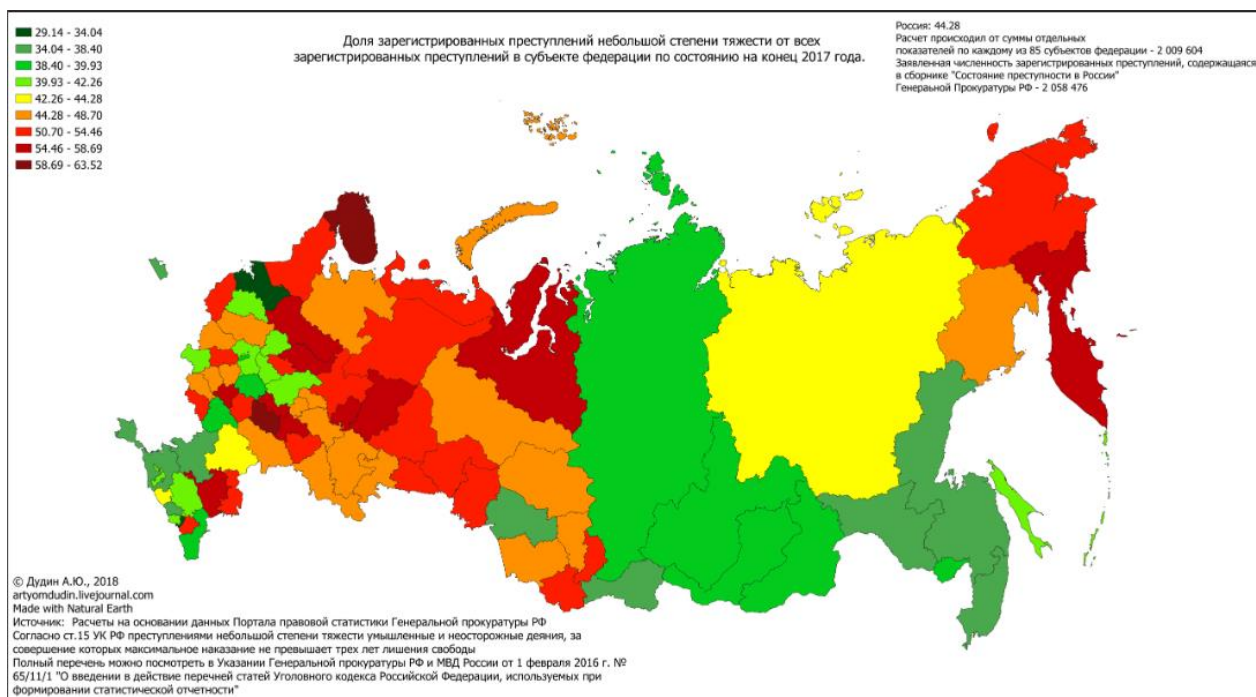 29.14 - 34.04
34.04 - 38.40
38.40 - 39.93
39.93 - 42.26
42.26 - 44.28
44.28 - 48.70
50.70 - 54.46
54.46 - 58.69
58.69 - 63.52
Доля зарегистрированных преступлений небольшой степени тяжести от всех
зарегистрированных преступлений в субъекте федерации по состоянию на конец 2017 года.
Россия: 44.28
Расчет происходил от суммы отдельных
показателей по каждому из 85 субъектов федерации - 2 009 604
Заявленная численность зарегистрированных преступлений, содержащаяся
в сборнике "Состояние преступности в России"
Генеральной Прокуратуры РФ - 2 058 476
© Дудин А.Ю., 2018
artyomdudin.livejournal.com
Made with Natural Earth
Источник: Расчеты на основании данных Портала правовой статистики Генеральной прокуратуры РФ
Согласно ст.15 УК РФ преступлениями небольшой степени тяжести умышленные и неосторожные деяния, за
совершение которых максимальное наказание не превышает трех лет лишения свободы
Полный перечень можно посмотреть в Указании Генеральной прокуратуры РФ и МВД России от 1 февраля 2016 г. №
65/11/1 "О введении в действие перечней статей Уголовного кодекса Российской Федерации, используемых при
формировании статистической отчетности"